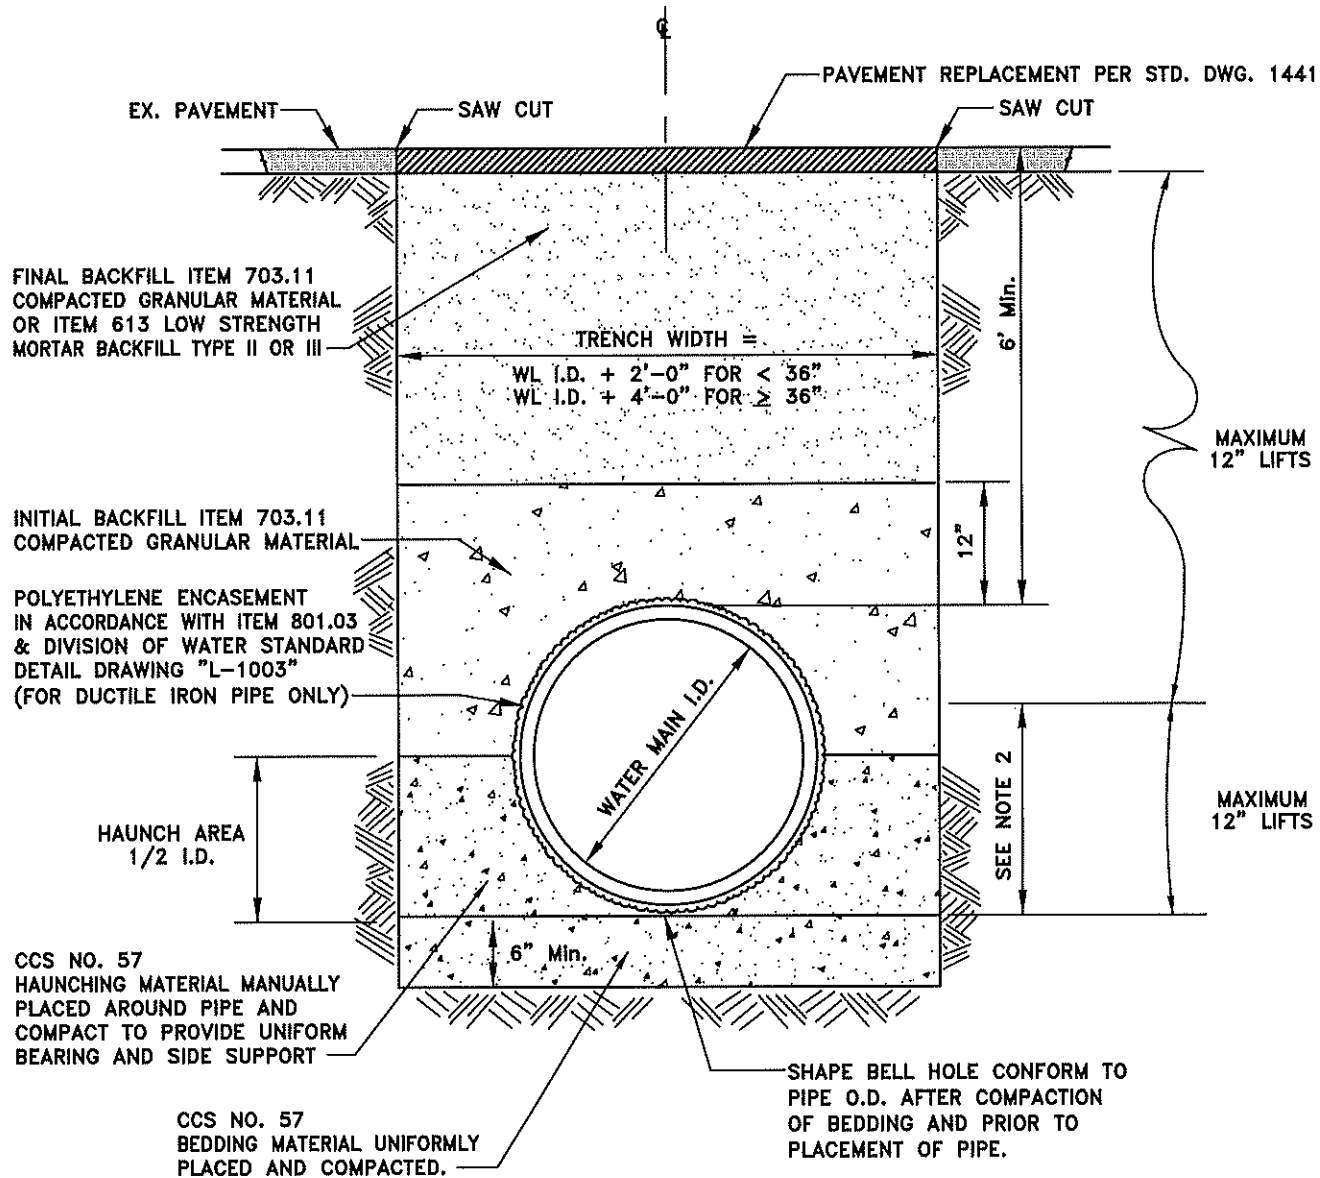 ℄
PAVEMENT REPLACEMENT PER STD. DWG. 1441
EX. PAVEMENT
SAW CUT
SAW CUT
FINAL BACKFILL ITEM 703.11
COMPACTED GRANULAR MATERIAL
OR ITEM 613 LOW STRENGTH
MORTAR BACKFILL TYPE II OR III
TRENCH WIDTH =
WL I.D. + 2'-0" FOR < 36"
WL I.D. + 4'-0" FOR ≥ 36"
6' Min.
MAXIMUM
12" LIFTS
INITIAL BACKFILL ITEM 703.11
COMPACTED GRANULAR MATERIAL
12"
POLYETHYLENE ENCASEMENT
IN ACCORDANCE WITH ITEM 801.03
& DIVISION OF WATER STANDARD
DETAIL DRAWING "L-1003"
(FOR DUCTILE IRON PIPE ONLY)
WATER MAIN I.D.
SEE NOTE 2
MAXIMUM
12" LIFTS
HAUNCH AREA
1/2 I.D.
6" Min.
CCS NO. 57
HAUNCHING MATERIAL MANUALLY
PLACED AROUND PIPE AND
COMPACT TO PROVIDE UNIFORM
BEARING AND SIDE SUPPORT
SHAPE BELL HOLE CONFORM TO
PIPE O.D. AFTER COMPACTION
OF BEDDING AND PRIOR TO
PLACEMENT OF PIPE.
CCS NO. 57
BEDDING MATERIAL UNIFORMLY
PLACED AND COMPACTED.